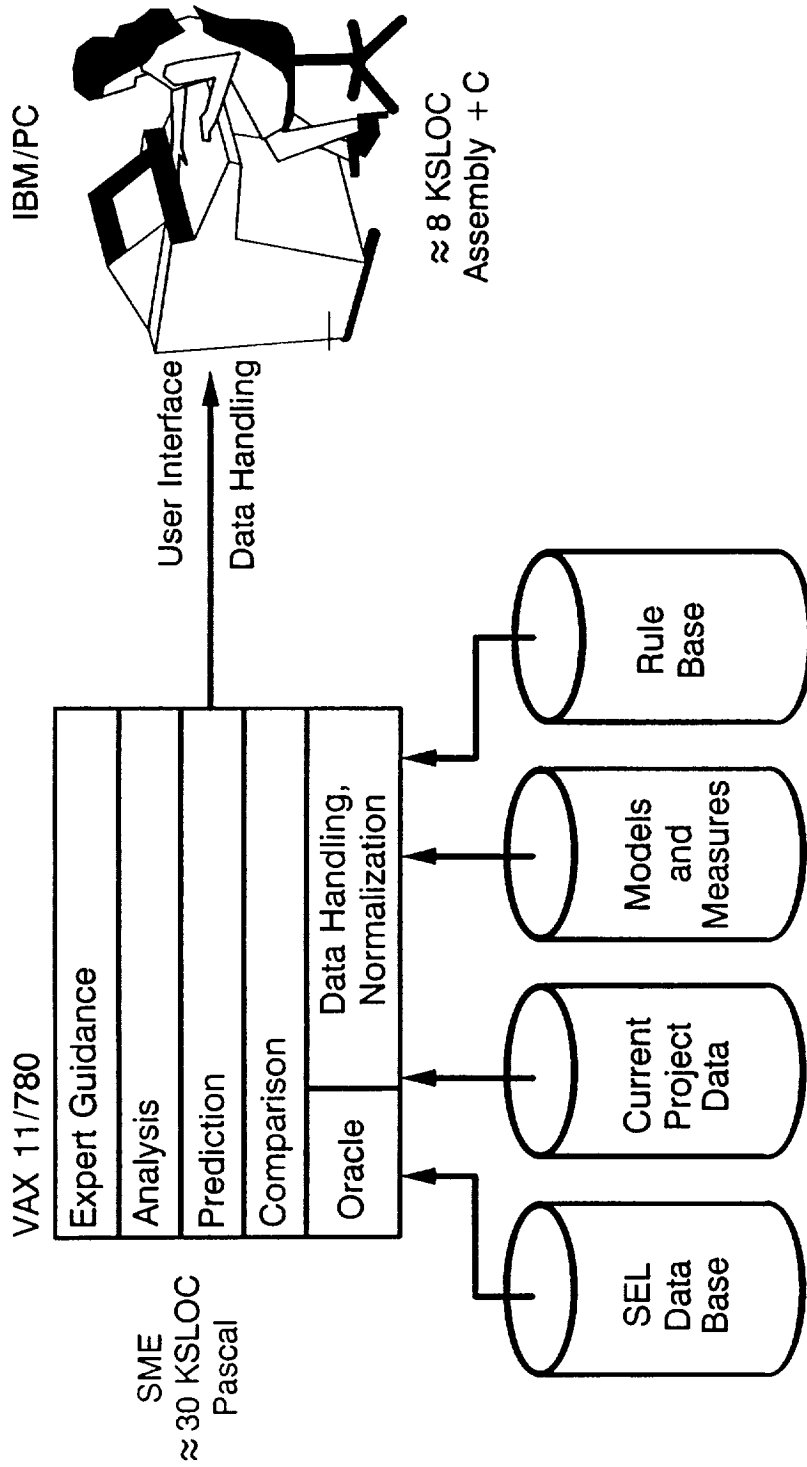 VAX 11/780
IBM/PC
SME
≈ 30 KSLOC
Pascal
Expert Guidance
Analysis
Prediction
Comparison
Oracle
Data Handling,
Normalization
User Interface
Data Handling
≈ 8 KSLOC
Assembly + C
SEL
Data
Base
Current
Project
Data
Models
and
Measures
Rule
Base